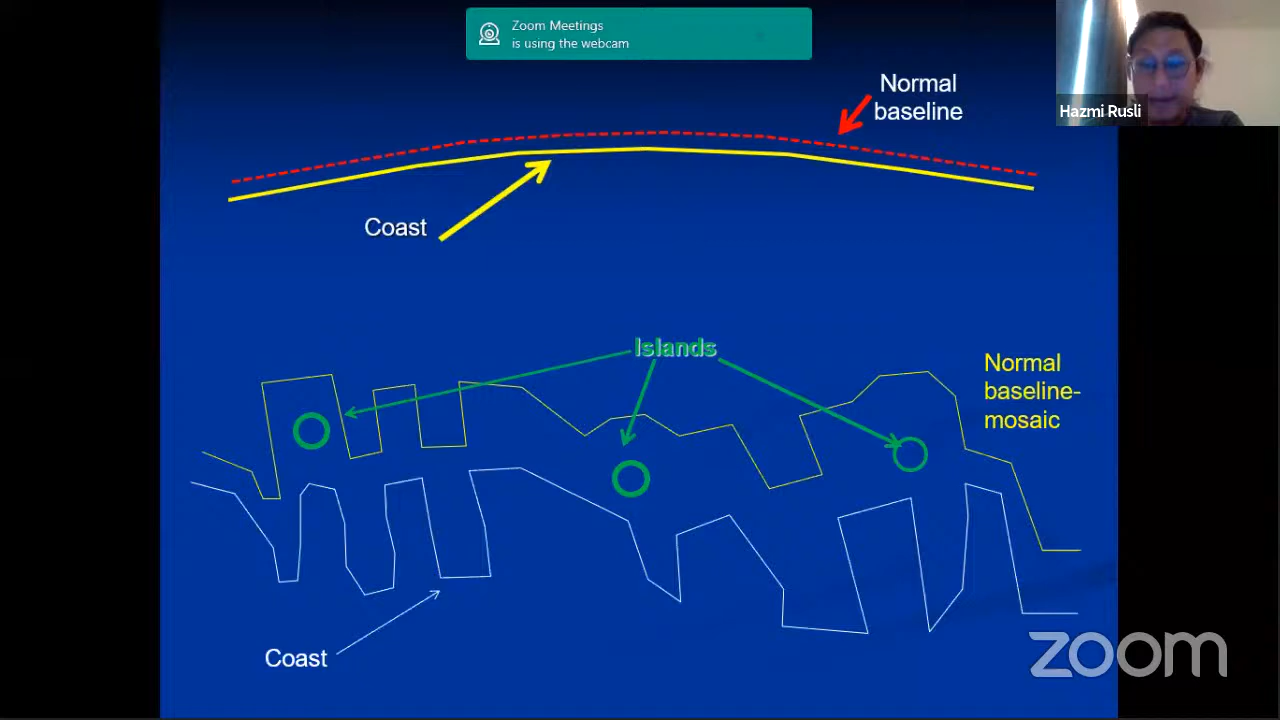 Zoom Meetings
is using the webcam
Normal
baseline
Hazmi Rusli
Coast
Islands
Normal
baseline-
mosaic
Coast
zoom